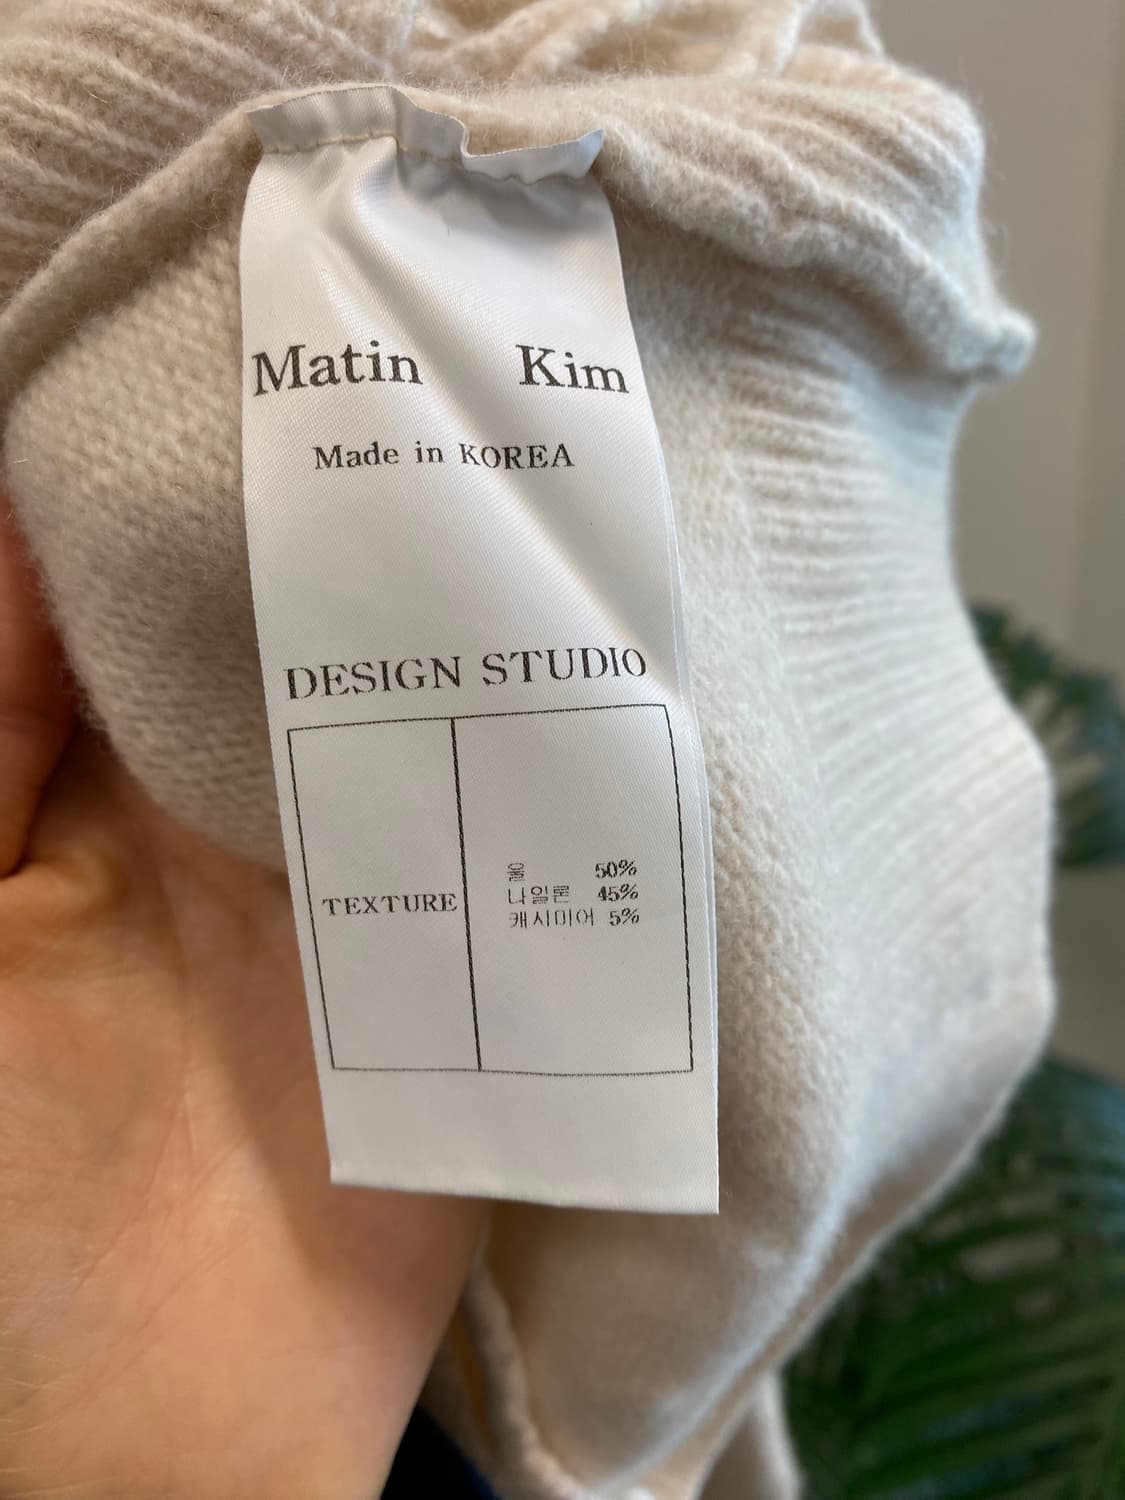 Matin Kim
Made in KOREA
DESIGN STUDIO
TEXTURE
울 50%
나일론 45%
캐시미어 5%